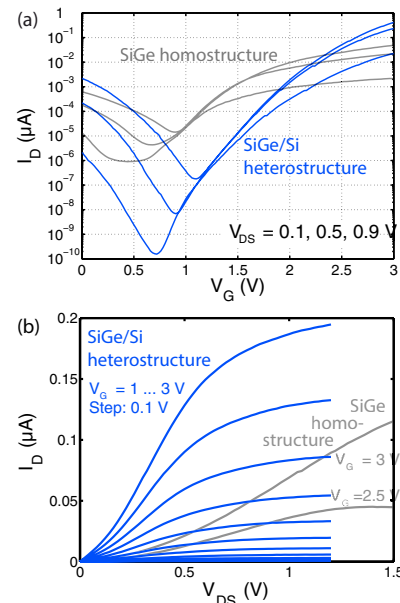 (a)
10⁰
10⁻¹
10⁻²
10⁻³
10⁻⁴
10⁻⁵
10⁻⁶
10⁻⁷
10⁻⁸
10⁻⁹
10⁻¹⁰
I_D (µA)
SiGe homostructure
SiGe/Si
heterostructure
V_DS = 0.1, 0.5, 0.9 V
0 0.5 1 1.5 2 2.5 3
V_G (V)
(b)
0.2
0.15
0.1
0.05
0
I_D (µA)
SiGe/Si
heterostructure
V_G = 1 ... 3 V
Step: 0.1 V
SiGe
homo-
structure
V_G = 3 V
V_G =2.5 V
0 0.5 1 1.5
V_DS (V)